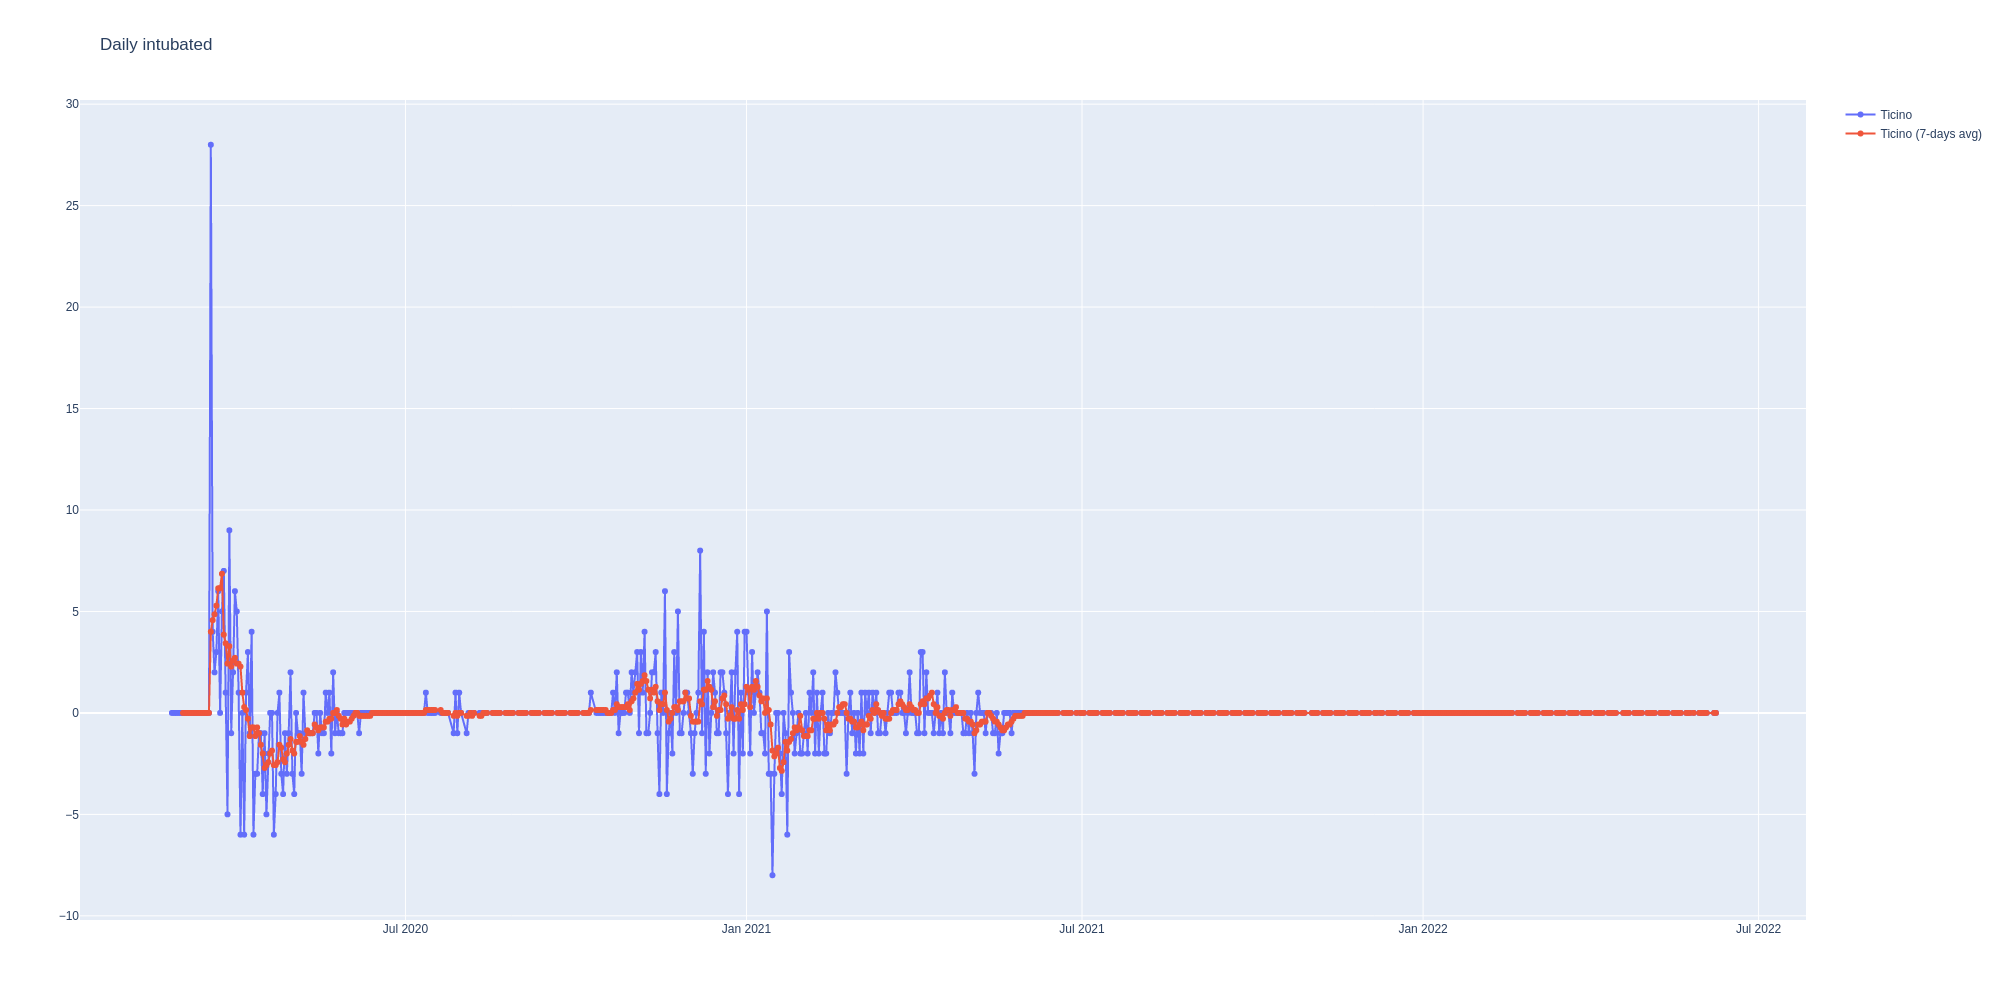 Daily intubated
30
25
20
15
10
5
0
−5
−10
Jul 2020
Jan 2021
Jul 2021
Jan 2022
Jul 2022
Ticino
Ticino (7-days avg)